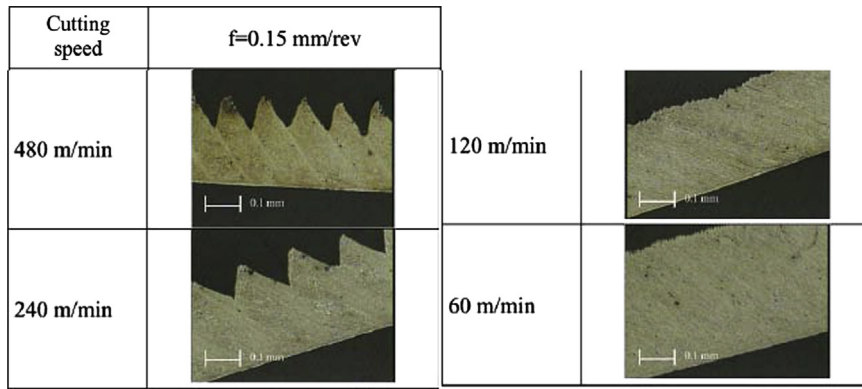 Cutting
speed
f=0.15 mm/rev
480 m/min
0.1 mm
120 m/min
0.1 mm
240 m/min
0.1 mm
60 m/min
0.1 mm